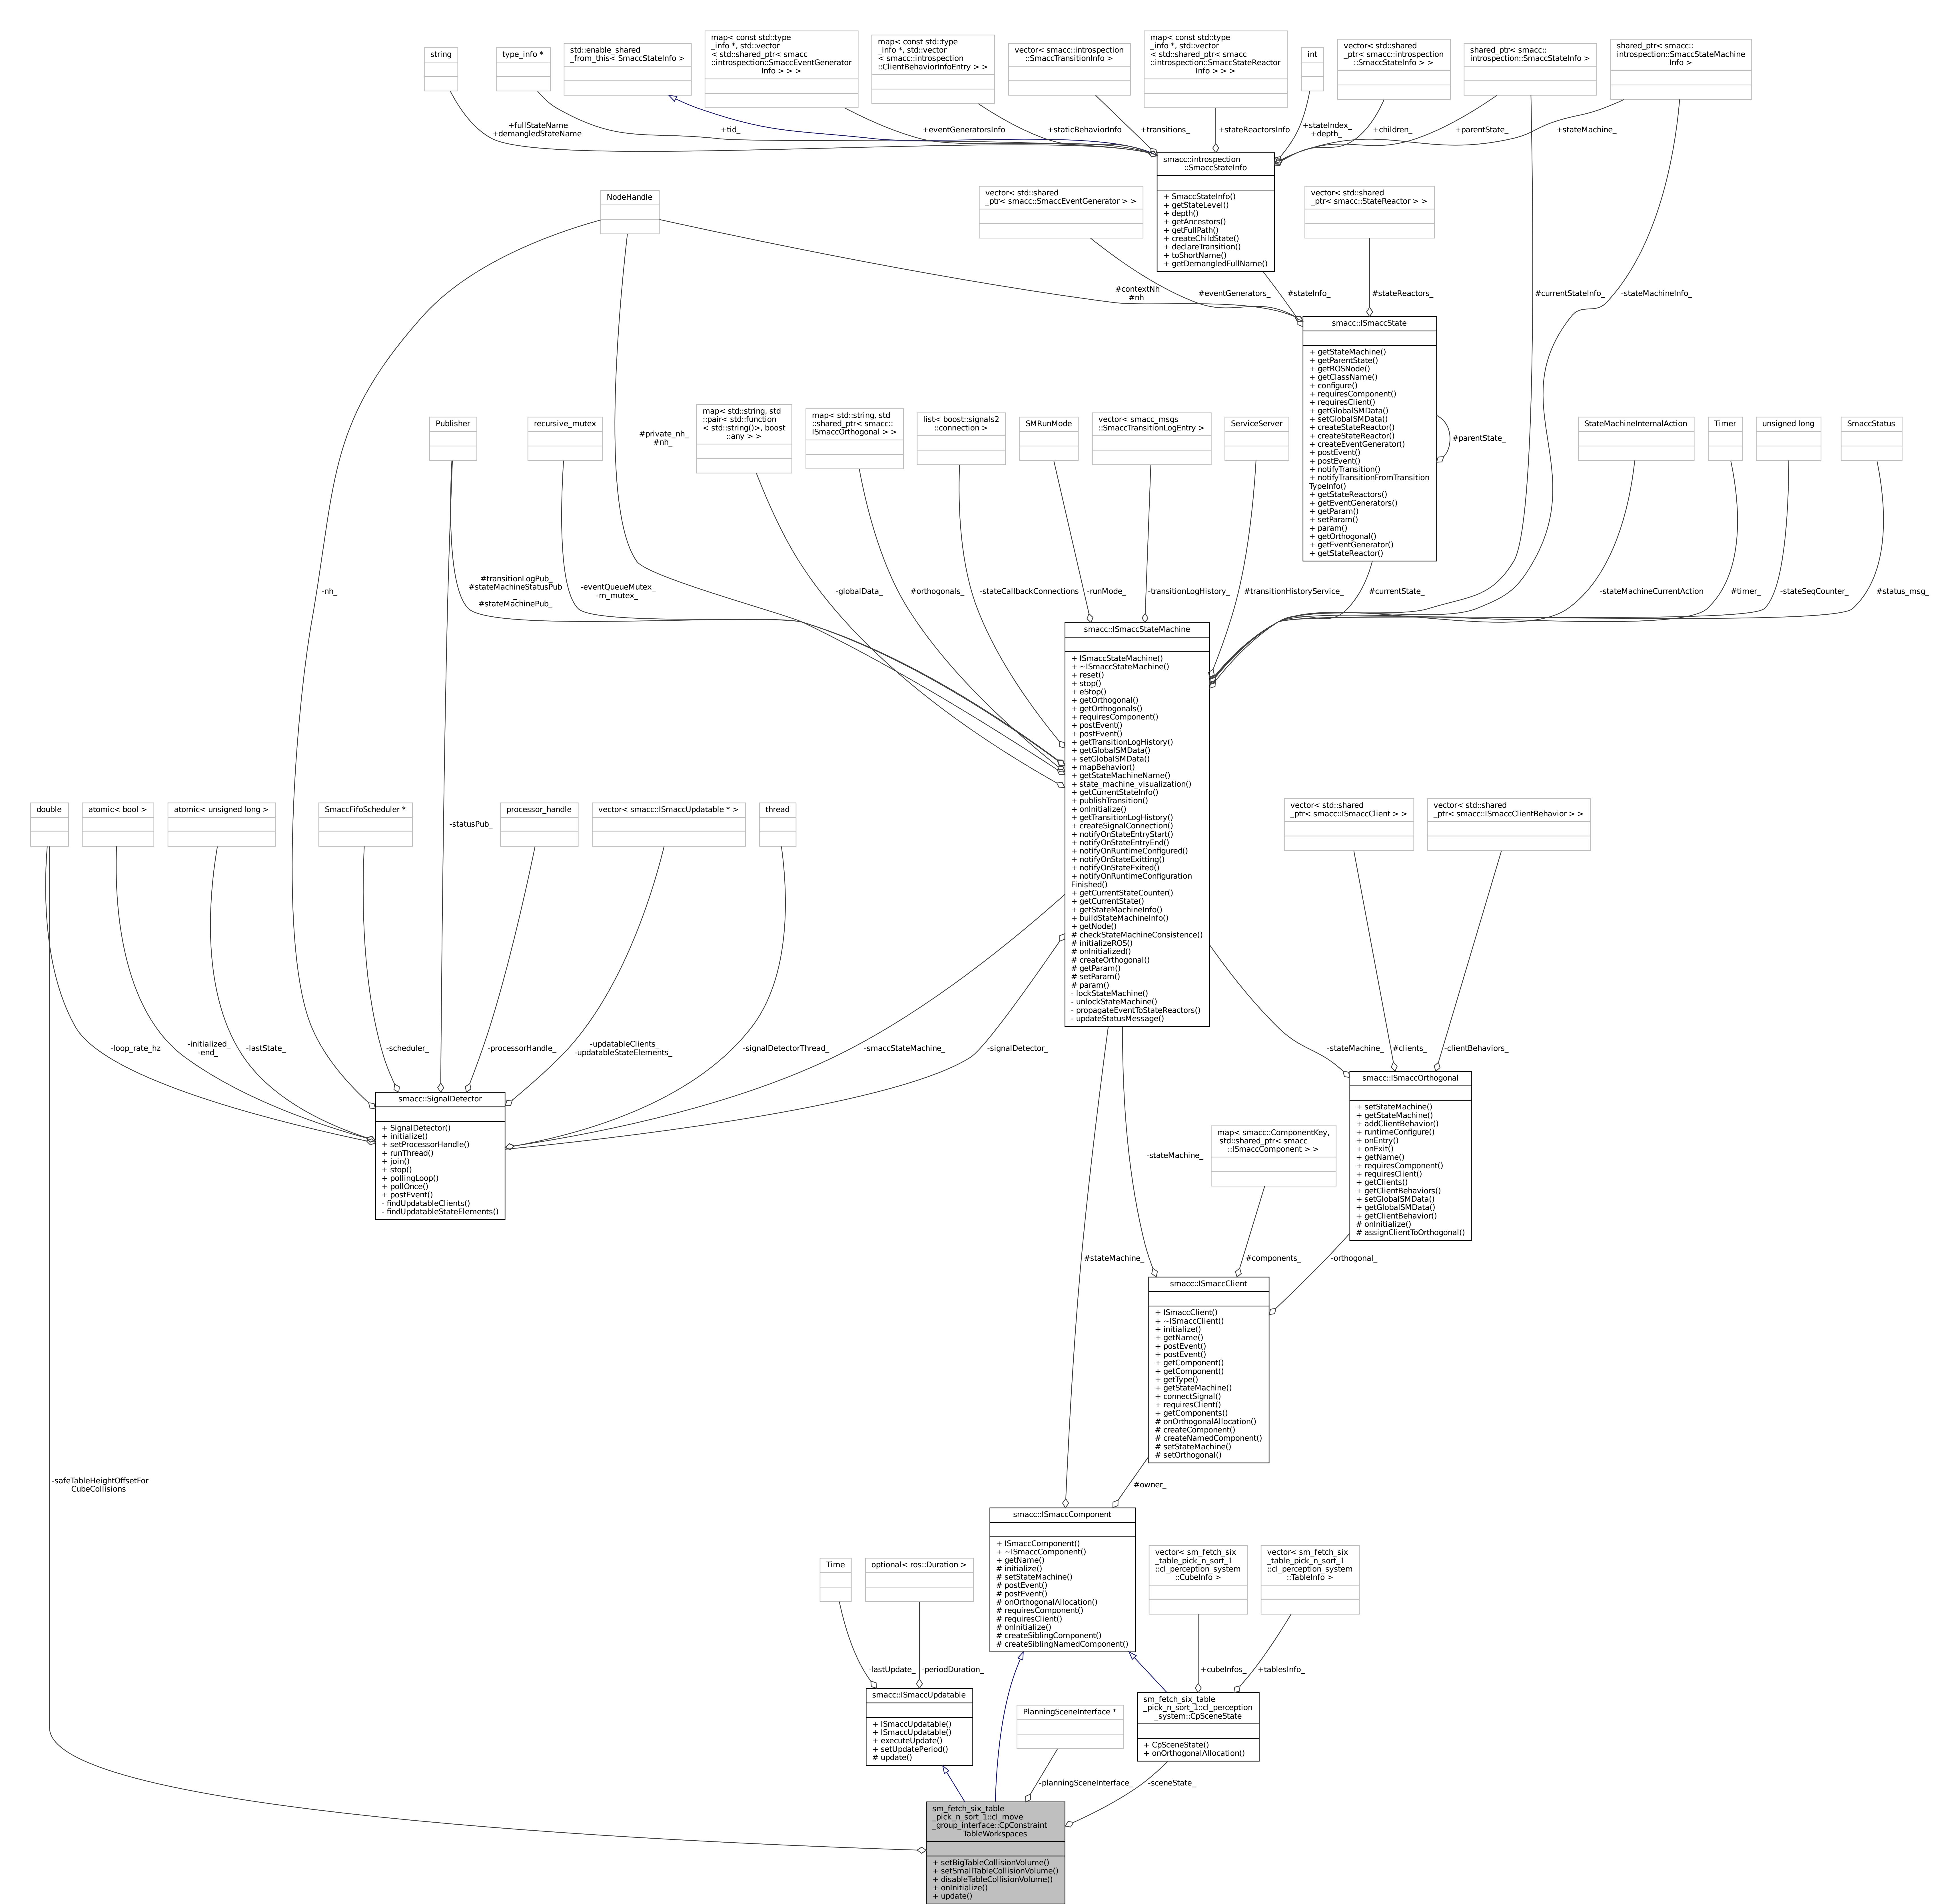 string
type_info *
std::enable_shared
_from_this< SmaccStateInfo >
map< const std::type
_info *, std::vector
< std::shared_ptr< smacc
::introspection::SmaccEventGenerator
Info > > >
map< const std::type
_info *, std::vector
< smacc::introspection
::ClientBehaviorInfoEntry > >
vector< smacc::introspection
::SmaccTransitionInfo >
map< const std::type
_info *, std::vector
< std::shared_ptr< smacc
::introspection::SmaccStateReactor
Info > > >
int
vector< std::shared
_ptr< smacc::introspection
::SmaccStateInfo > >
shared_ptr< smacc::
introspection::SmaccStateInfo >
shared_ptr< smacc::
introspection::SmaccStateMachine
Info >
+fullStateName
+demangledStateName
+tid_
+eventGeneratorsInfo
+staticBehaviorInfo
+transitions_
+stateReactorsInfo
+stateIndex_
+depth_
+children_
+parentState_
+stateMachine_
smacc::introspection
::SmaccStateInfo
+ SmaccStateInfo()
+ getStateLevel()
+ depth()
+ getAncestors()
+ getFullPath()
+ createChildState()
+ declareTransition()
+ toShortName()
+ getDemangledFullName()
NodeHandle
vector< std::shared
_ptr< smacc::SmaccEventGenerator > >
vector< std::shared
_ptr< smacc::StateReactor > >
#contextNh
#nh
#eventGenerators_
#stateInfo_
#stateReactors_
#currentStateInfo_
-stateMachineInfo_
smacc::ISmaccState
+ getStateMachine()
+ getParentState()
+ getROSNode()
+ getClassName()
+ configure()
+ requiresComponent()
+ requiresClient()
+ getGlobalSMData()
+ setGlobalSMData()
+ createStateReactor()
+ createStateReactor()
+ createEventGenerator()
+ postEvent()
+ postEvent()
+ notifyTransition()
+ notifyTransitionFromTransition
TypeInfo()
+ getStateReactors()
+ getEventGenerators()
+ getParam()
+ setParam()
+ param()
+ getOrthogonal()
+ getEventGenerator()
+ getStateReactor()
#parentState_
Publisher
recursive_mutex
#private_nh_
#nh_
map< std::string, std
::pair< std::function
< std::string()>, boost
::any > >
map< std::string, std
::shared_ptr< smacc::
ISmaccOrthogonal > >
list< boost::signals2
::connection >
SMRunMode
vector< smacc_msgs
::SmaccTransitionLogEntry >
ServiceServer
StateMachineInternalAction
Timer
unsigned long
SmaccStatus
-nh_
#transitionLogPub_
#stateMachineStatusPub
_
#stateMachinePub_
-eventQueueMutex_
-m_mutex_
-globalData_
#orthogonals_
-stateCallbackConnections
-runMode_
-transitionLogHistory_
#transitionHistoryService_
#currentState_
-stateMachineCurrentAction
#timer_
-stateSeqCounter_
#status_msg_
smacc::ISmaccStateMachine
+ ISmaccStateMachine()
+ ~ISmaccStateMachine()
+ reset()
+ stop()
+ eStop()
+ getOrthogonal()
+ getOrthogonals()
+ requiresComponent()
+ postEvent()
+ postEvent()
+ getTransitionLogHistory()
+ getGlobalSMData()
+ setGlobalSMData()
+ mapBehavior()
+ getStateMachineName()
+ state_machine_visualization()
+ getCurrentStateInfo()
+ publishTransition()
+ onInitialize()
+ getTransitionLogHistory()
+ createSignalConnection()
+ notifyOnStateEntryStart()
+ notifyOnStateEntryEnd()
+ notifyOnRuntimeConfigured()
+ notifyOnStateExitting()
+ notifyOnStateExited()
+ notifyOnRuntimeConfiguration
Finished()
+ getCurrentStateCounter()
+ getCurrentState()
+ getStateMachineInfo()
+ buildStateMachineInfo()
+ getNode()
# checkStateMachineConsistence()
# initializeROS()
# onInitialized()
# createOrthogonal()
# getParam()
# setParam()
# param()
- lockStateMachine()
- unlockStateMachine()
- propagateEventToStateReactors()
- updateStatusMessage()
double
atomic< bool >
atomic< unsigned long >
SmaccFifoScheduler *
-statusPub_
processor_handle
vector< smacc::ISmaccUpdatable * >
thread
vector< std::shared
_ptr< smacc::ISmaccClient > >
vector< std::shared
_ptr< smacc::ISmaccClientBehavior > >
-loop_rate_hz
-initialized_
-end_
-lastState_
-scheduler_
-processorHandle_
-updatableClients_
-updatableStateElements_
-signalDetectorThread_
-smaccStateMachine_
-signalDetector_
-stateMachine_
#clients_
-clientBehaviors_
smacc::SignalDetector
+ SignalDetector()
+ initialize()
+ setProcessorHandle()
+ runThread()
+ join()
+ stop()
+ pollingLoop()
+ pollOnce()
+ postEvent()
- findUpdatableClients()
- findUpdatableStateElements()
smacc::ISmaccOrthogonal
+ setStateMachine()
+ getStateMachine()
+ addClientBehavior()
+ runtimeConfigure()
+ onEntry()
+ onExit()
+ getName()
+ requiresComponent()
+ requiresClient()
+ getClients()
+ getClientBehaviors()
+ setGlobalSMData()
+ getGlobalSMData()
+ getClientBehavior()
# onInitialize()
# assignClientToOrthogonal()
map< smacc::ComponentKey,
std::shared_ptr< smacc
::ISmaccComponent > >
-stateMachine_
#stateMachine_
#components_
-orthogonal_
smacc::ISmaccClient
+ ISmaccClient()
+ ~ISmaccClient()
+ initialize()
+ getName()
+ postEvent()
+ postEvent()
+ getComponent()
+ getComponent()
+ getType()
+ getStateMachine()
+ connectSignal()
+ requiresClient()
+ getComponents()
# onOrthogonalAllocation()
# createComponent()
# createNamedComponent()
# setStateMachine()
# setOrthogonal()
-safeTableHeightOffsetFor
CubeCollisions
#owner_
smacc::ISmaccComponent
+ ISmaccComponent()
+ ~ISmaccComponent()
+ getName()
# initialize()
# setStateMachine()
# postEvent()
# postEvent()
# onOrthogonalAllocation()
# requiresComponent()
# requiresClient()
# onInitialize()
# createSiblingComponent()
# createSiblingNamedComponent()
Time
optional< ros::Duration >
vector< sm_fetch_six
_table_pick_n_sort_1
::cl_perception_system
::CubeInfo >
vector< sm_fetch_six
_table_pick_n_sort_1
::cl_perception_system
::TableInfo >
-lastUpdate_
-periodDuration_
+cubeInfos_
+tablesInfo_
smacc::ISmaccUpdatable
+ ISmaccUpdatable()
+ ISmaccUpdatable()
+ executeUpdate()
+ setUpdatePeriod()
# update()
PlanningSceneInterface *
sm_fetch_six_table
_pick_n_sort_1::cl_perception
_system::CpSceneState
+ CpSceneState()
+ onOrthogonalAllocation()
-planningSceneInterface_
-sceneState_
sm_fetch_six_table
_pick_n_sort_1::cl_move
_group_interface::CpConstraint
TableWorkspaces
+ setBigTableCollisionVolume()
+ setSmallTableCollisionVolume()
+ disableTableCollisionVolume()
+ onInitialize()
+ update()